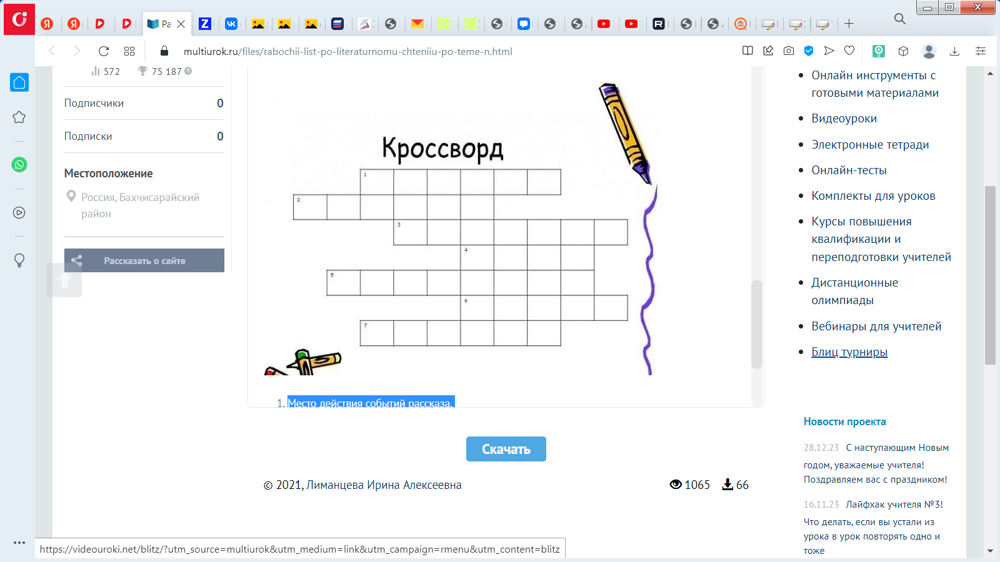 Ра
multiurok.ru/files/rabochii-list-po-literaturnomu-chteniiu-po-teme-n.html
572 75 187
Подписчики 0
Подписки 0
Местоположение
Россия, Бахчисарайский
район
Рассказать о сайте
Кроссворд
1
2
3
4
5
6
7
1. Место действия событий рассказа.
Скачать
© 2021, Лиманцева Ирина Алексеевна 1065 66
Онлайн инструменты с
готовыми материалами
Видеоуроки
Электронные тетради
Онлайн-тесты
Комплекты для уроков
Курсы повышения
квалификации и
переподготовки учителей
Дистанционные
олимпиады
Вебинары для учителей
Блиц турниры
Новости проекта
28.12.23 С наступающим Новым
годом, уважаемые учителя!
Поздравляем вас с праздником!
16.11.23 Лайфхак учителя №3!
Что делать, если вы устали из
урока в урок повторять одно и
тоже
https://videouroki.net/blitz/?utm_source=multiurok&utm_medium=link&utm_campaign=rmenu&utm_content=blitz